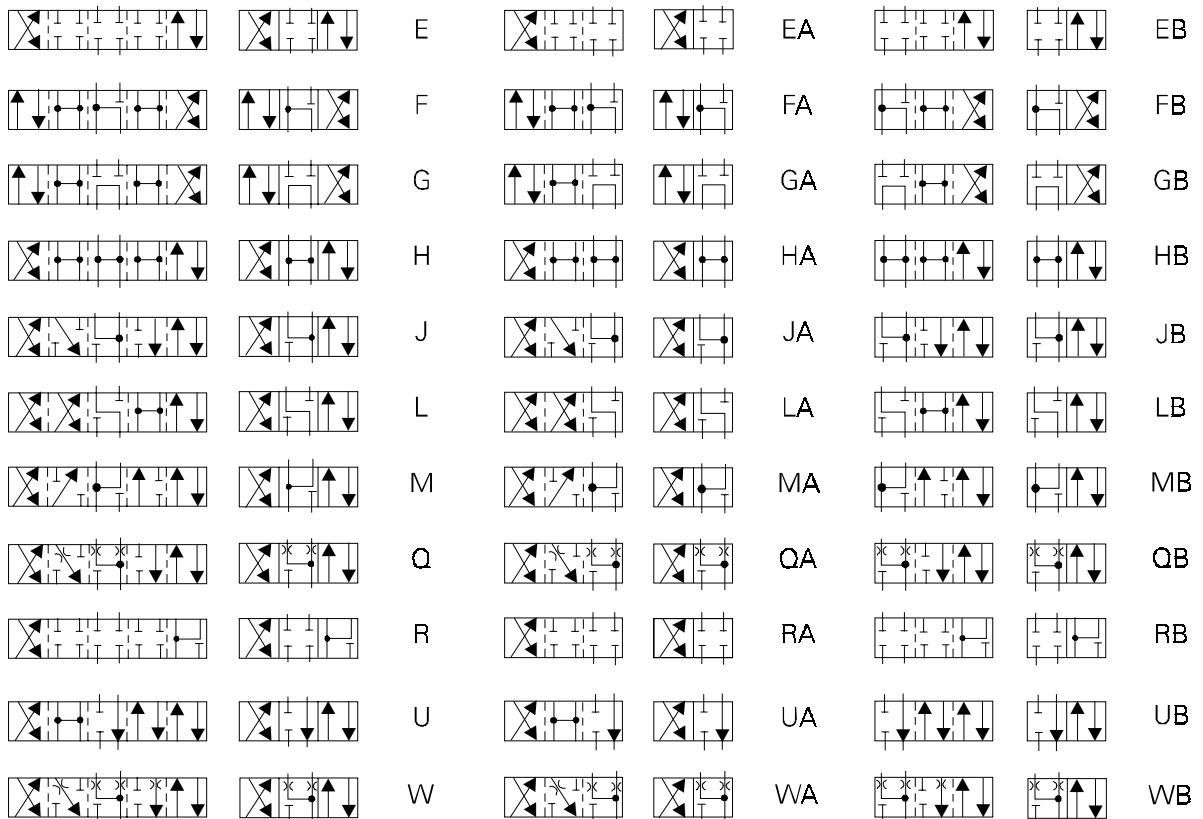 E EA EB
F FA FB
G GA GB
H HA HB
J JA JB
L LA LB
M MA MB
Q QA QB
R RA RB
U UA UB
W WA WB